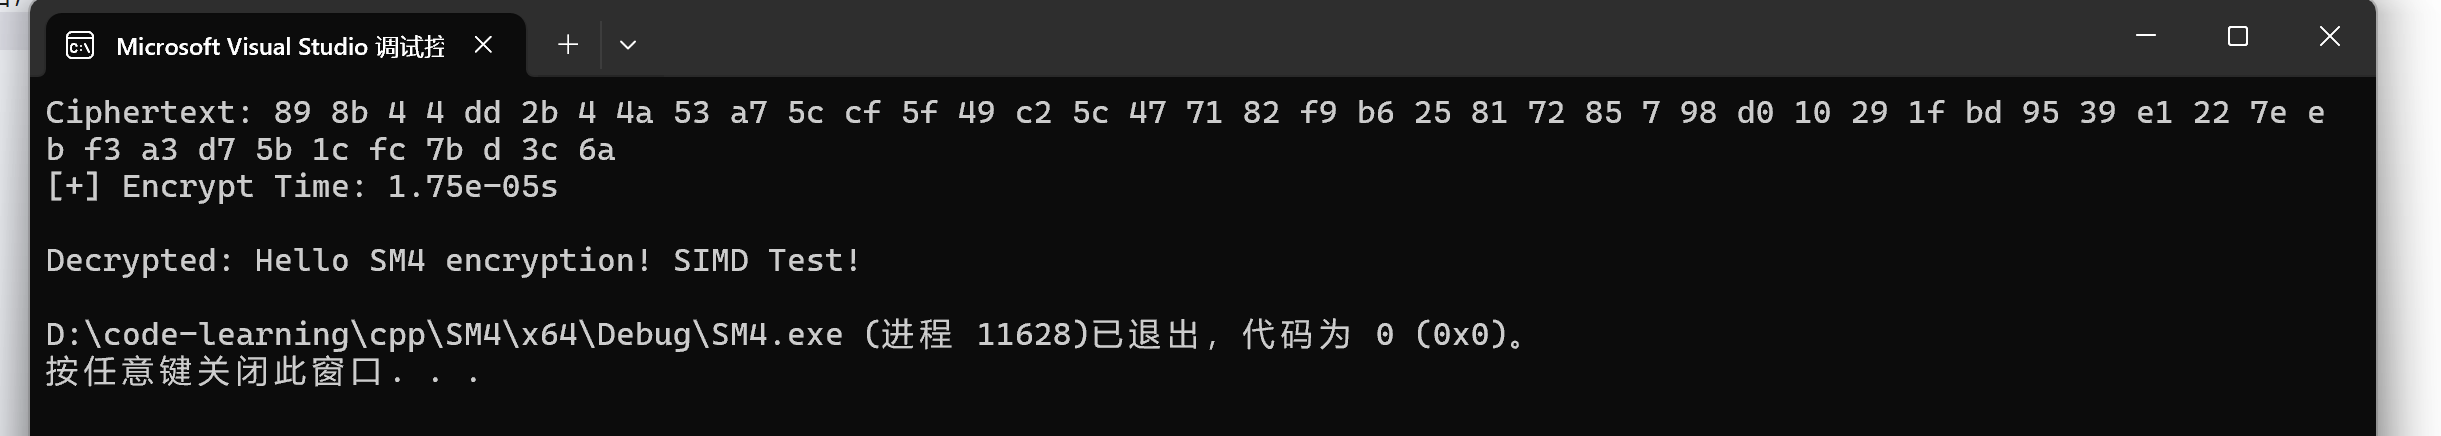 Microsoft Visual Studio 调试控
Ciphertext: 89 8b 4 4 dd 2b 4 4a 53 a7 5c cf 5f 49 c2 5c 47 71 82 f9 b6 25 81 72 85 7 98 d0 10 29 1f bd 95 39 e1 22 7e e
b f3 a3 d7 5b 1c fc 7b d 3c 6a
[+] Encrypt Time: 1.75e-05s
Decrypted: Hello SM4 encryption! SIMD Test!
D:\code-learning\cpp\SM4\x64\Debug\SM4.exe (进程 11628)已退出，代码为 0 (0x0)。
按任意键关闭此窗口. . .